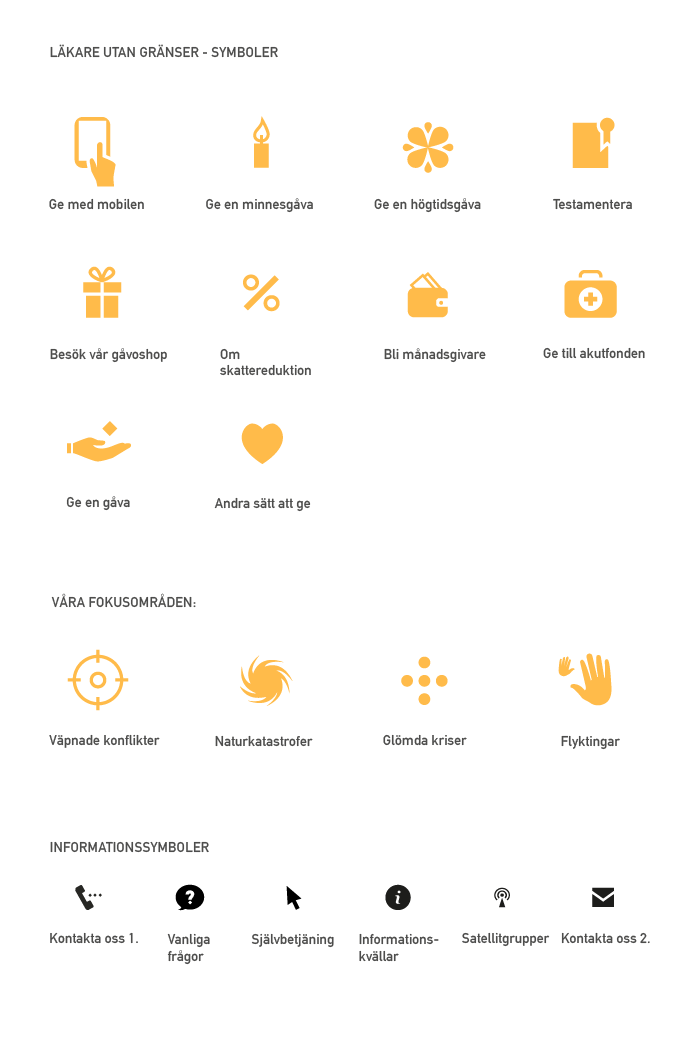 LÄKARE UTAN GRÄNSER - SYMBOLER
Ge med mobilen
Ge en minnesgåva
Ge en högtidsgåva
Testamentera
Besök vår gåvoshop
Om
skattereduktion
Bli månadsgivare
Ge till akutfonden
Ge en gåva
Andra sätt att ge
VÅRA FOKUSOMRÅDEN:
Väpnade konflikter
Naturkatastrofer
Glömda kriser
Flyktingar
INFORMATIONSSYMBOLER
Kontakta oss 1.
Vanliga
frågor
Självbetjäning
Informations-
kvällar
Satellitgrupper
Kontakta oss 2.